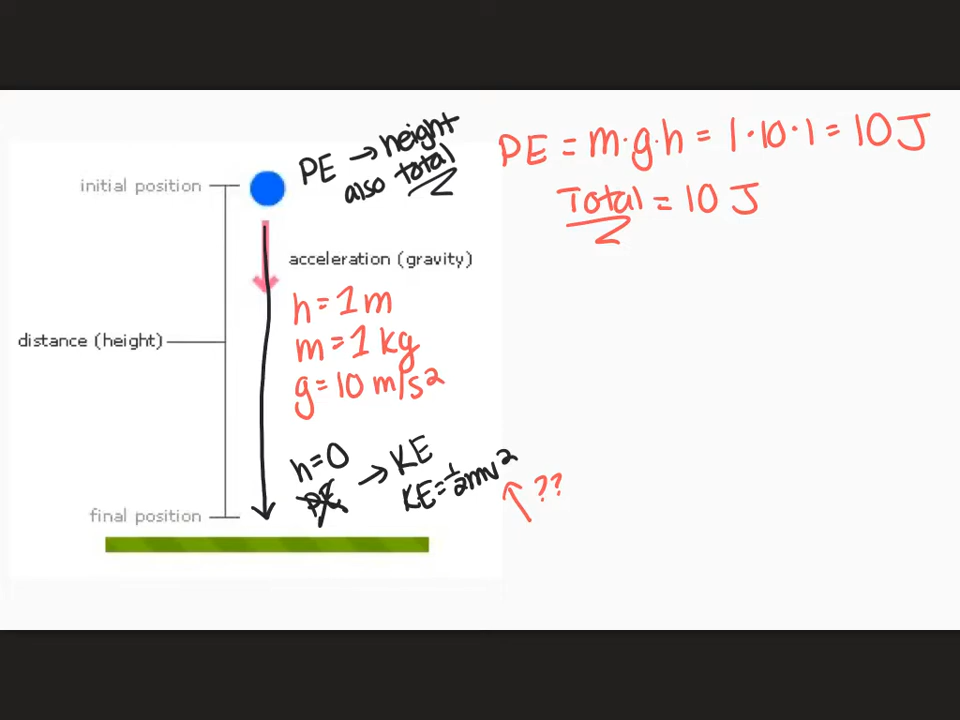 PE → height
also total
PE = m·g·h = 1·10·1 = 10 J
Total = 10 J
initial position
acceleration (gravity)
h = 1m
m = 1 kg
g = 10 m/s²
distance (height)
h=0
PE → KE
KE = ½mv²
↑ ??
final position